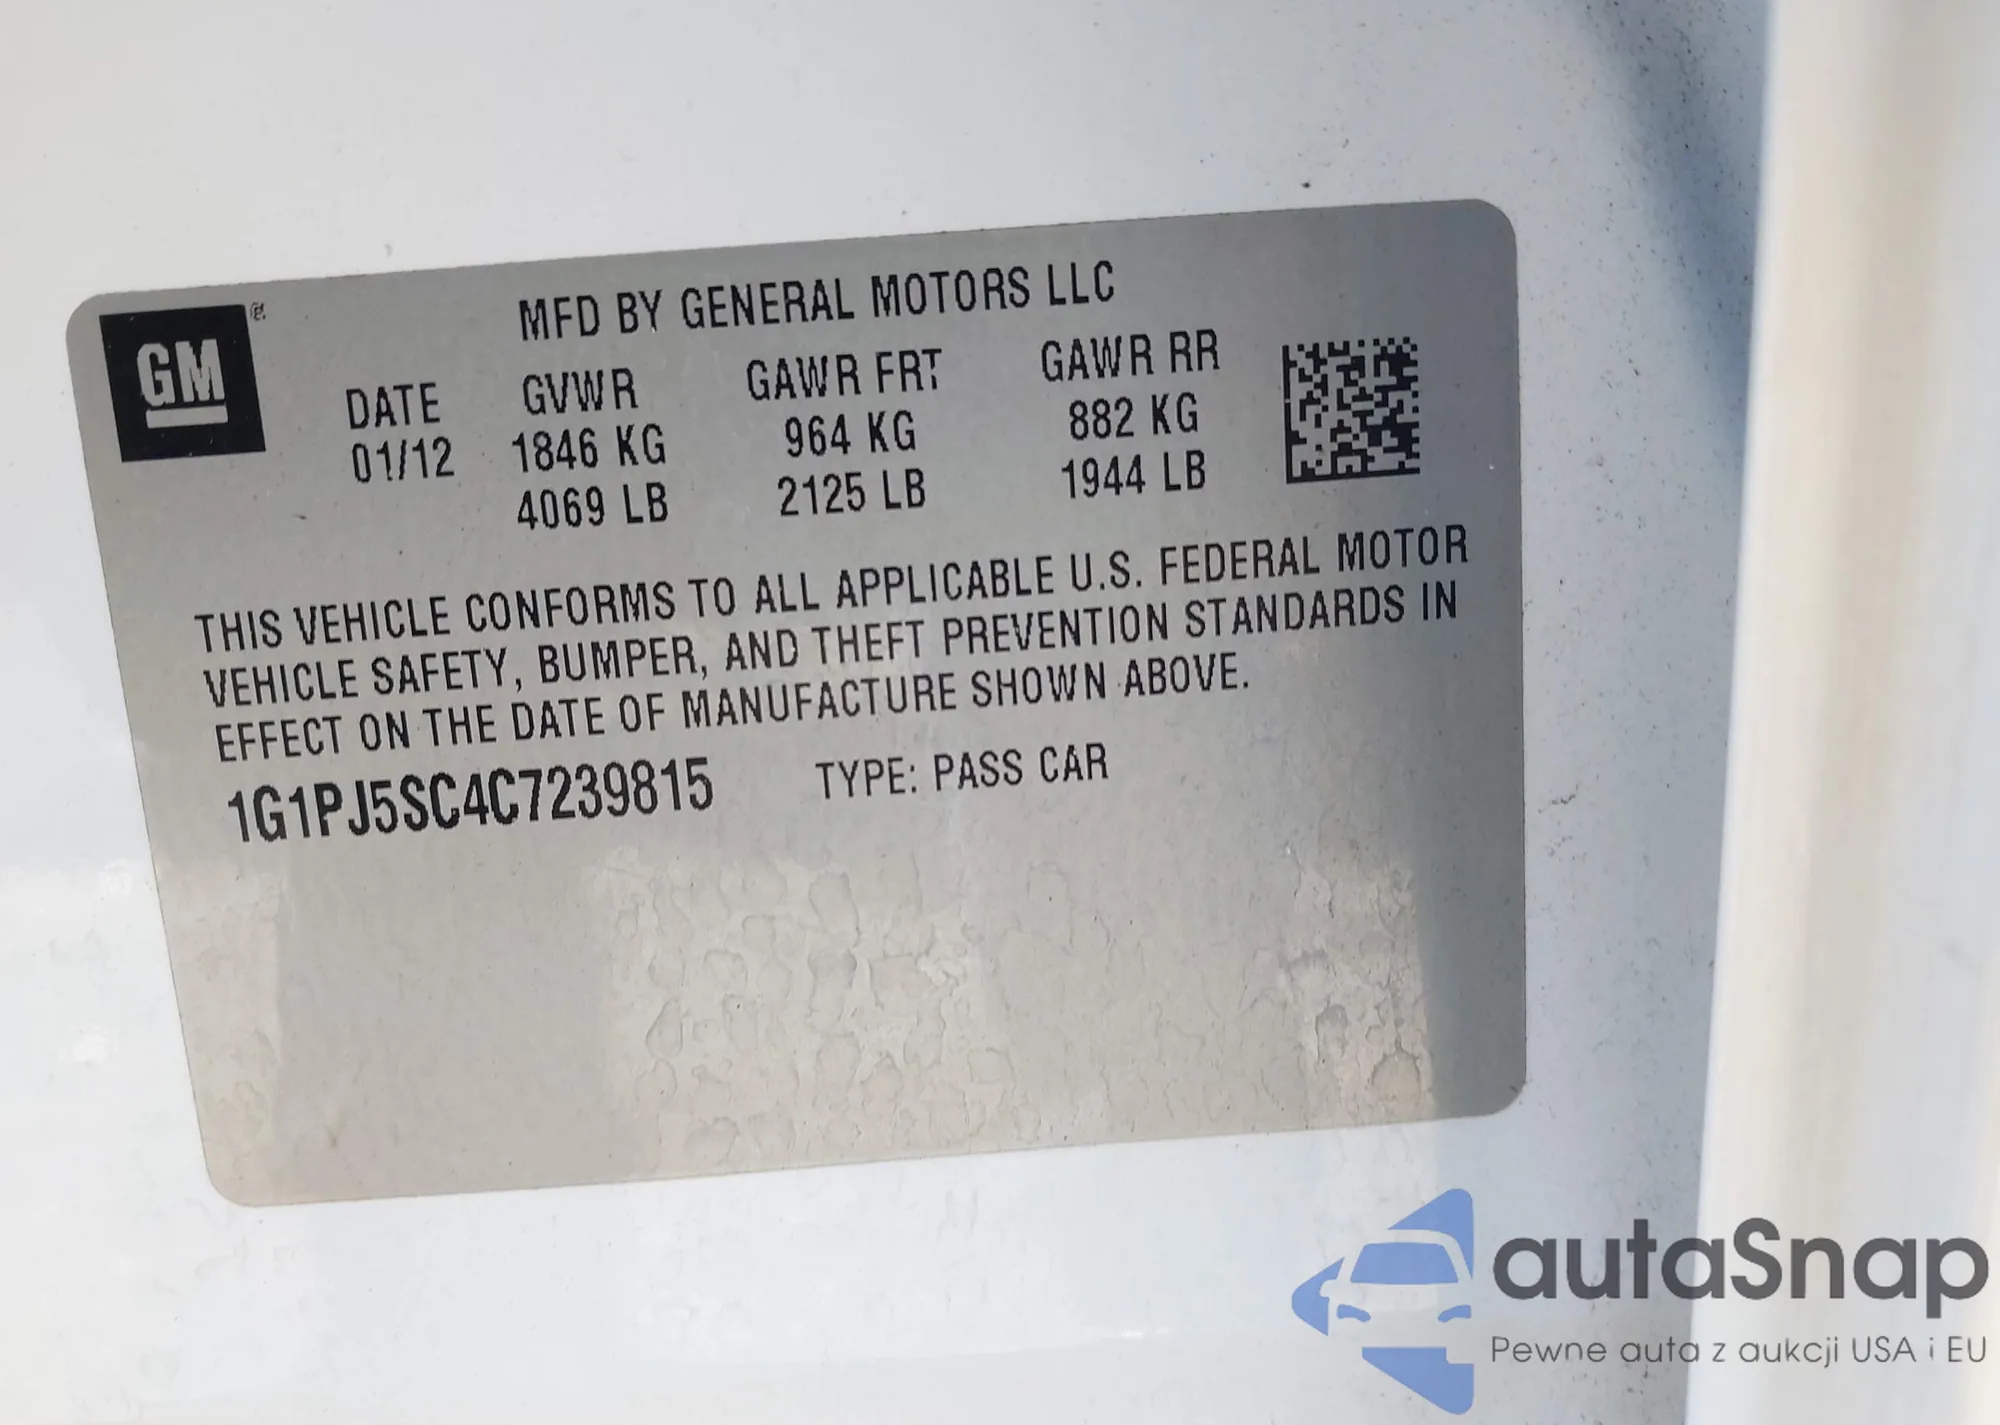 GM
MFD BY GENERAL MOTORS LLC
DATE GVWR GAWR FRT GAWR RR
01/12 1846 KG 964 KG 882 KG
4069 LB 2125 LB 1944 LB
THIS VEHICLE CONFORMS TO ALL APPLICABLE U.S. FEDERAL MOTOR
VEHICLE SAFETY, BUMPER, AND THEFT PREVENTION STANDARDS IN
EFFECT ON THE DATE OF MANUFACTURE SHOWN ABOVE.
1G1PJ5SC4C7239815 TYPE: PASS CAR
autaSnap
Pewne auta z aukcji USA i EU